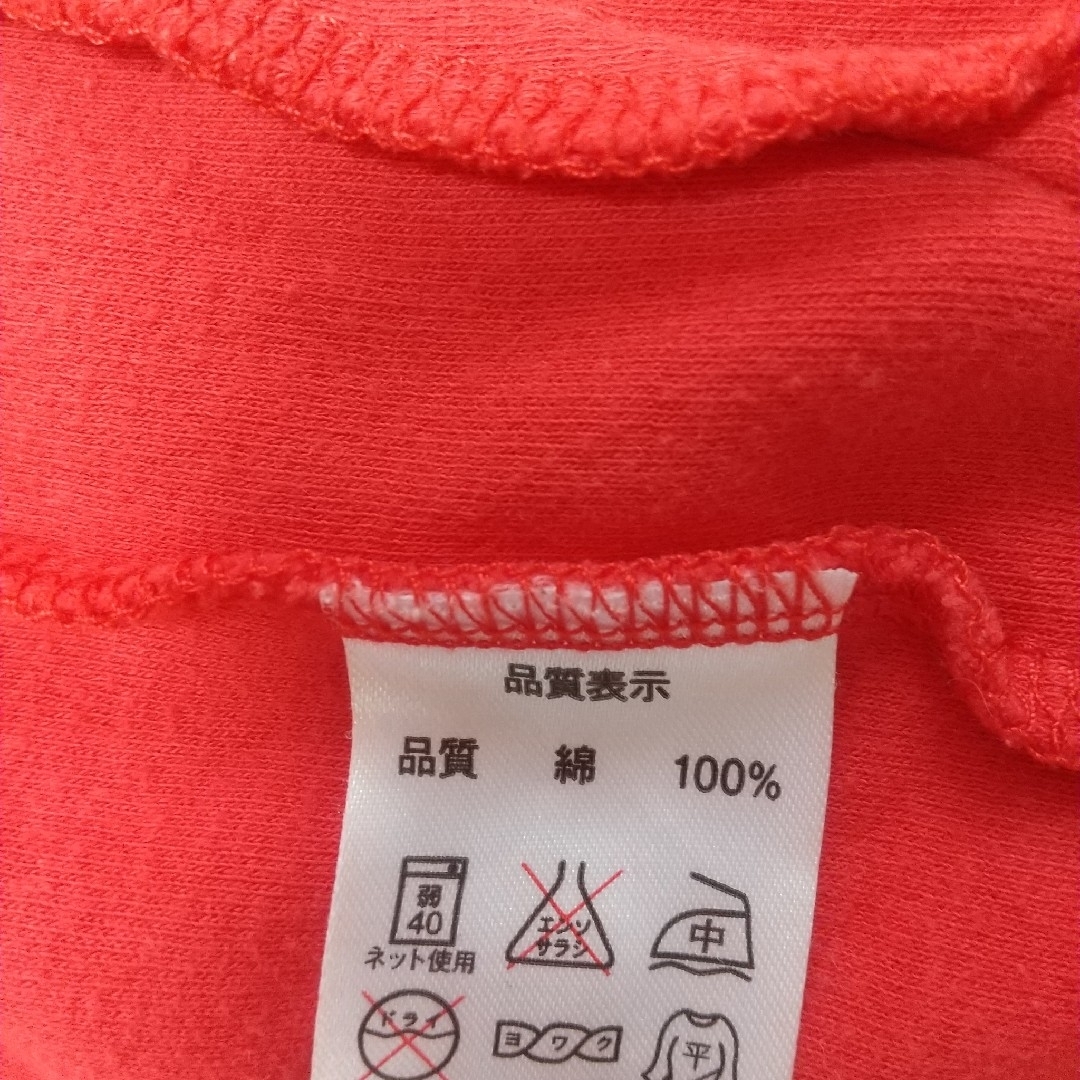 品質表示
品質 綿 100%
弱
40
ネット使用
エンソ
サラシ
中
ドライ
ヨワク
平